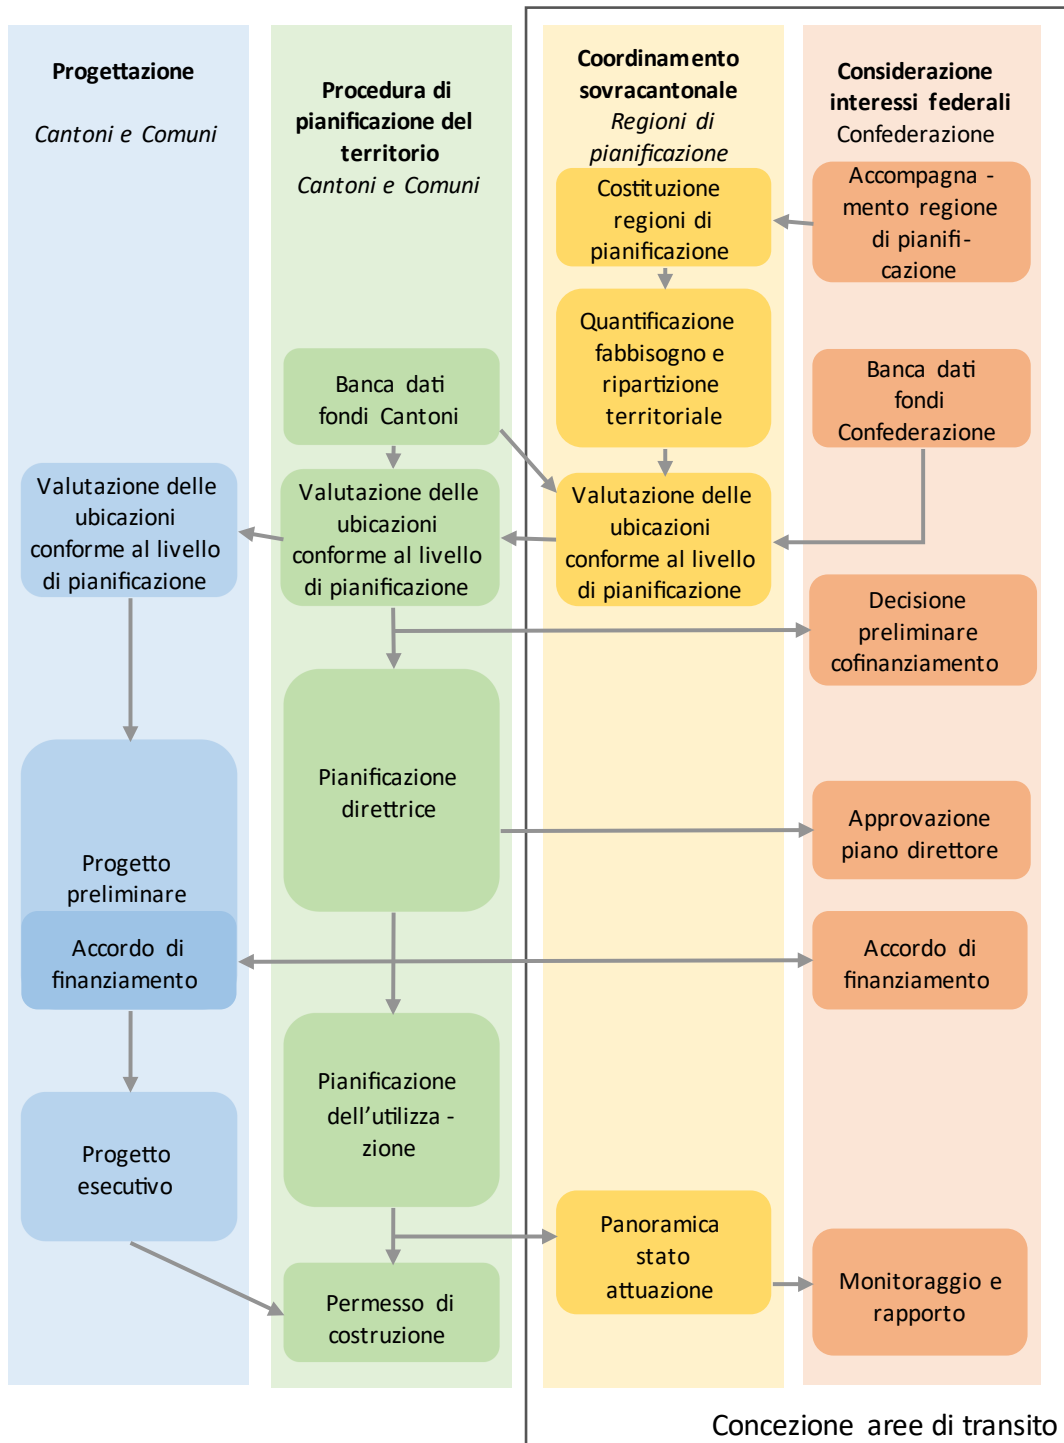 Progettazione
Cantoni e Comuni
Procedura di
pianificazione del
territorio
Cantoni e Comuni
Coordinamento
sovracantonale
Regioni di
pianificazione
Considerazione
interessi federali
Confederazione
Costituzione
regioni di
pianificazione
Accompagna -
mento regione
di pianifi-
cazione
Quantificazione
fabbisogno e
ripartizione
territoriale
Banca dati
fondi Cantoni
Banca dati
fondi
Confederazione
Valutazione delle
ubicazioni
conforme al livello
di pianificazione
Valutazione delle
ubicazioni
conforme al livello
di pianificazione
Valutazione delle
ubicazioni
conforme al livello
di pianificazione
Decisione
preliminare
cofinanziamento
Pianificazione
direttrice
Approvazione
piano direttore
Progetto
preliminare
Accordo di
finanziamento
Accordo di
finanziamento
Pianificazione
dell’utilizza -
zione
Progetto
esecutivo
Panoramica
stato
attuazione
Permesso di
costruzione
Monitoraggio e
rapporto
Concezione aree di transito